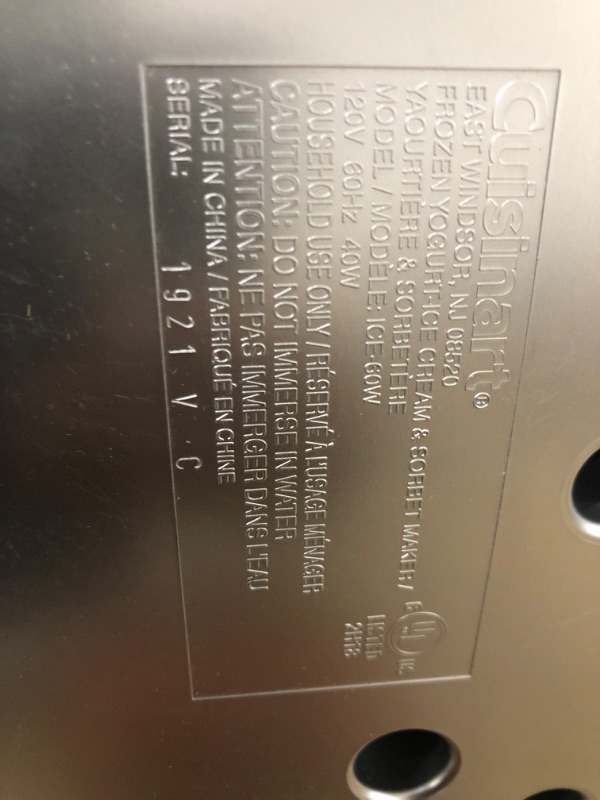 Cuisinart®
EAST WINDSOR, NJ 08520
FROZEN YOGURT-ICE CREAM & SORBET MAKER /
YAOURTIÈRE & SORBETIÈRE
MODEL / MODÈLE: ICE-60W
120V 60Hz 40W
HOUSEHOLD USE ONLY / RÉSERVÉ À L'USAGE MÉNAGER
CAUTION: DO NOT IMMERSE IN WATER
ATTENTION: NE PAS IMMERGER DANS L'EAU
MADE IN CHINA / FABRIQUÉ EN CHINE
SERIAL: 1921 V C
C UL US
LISTED